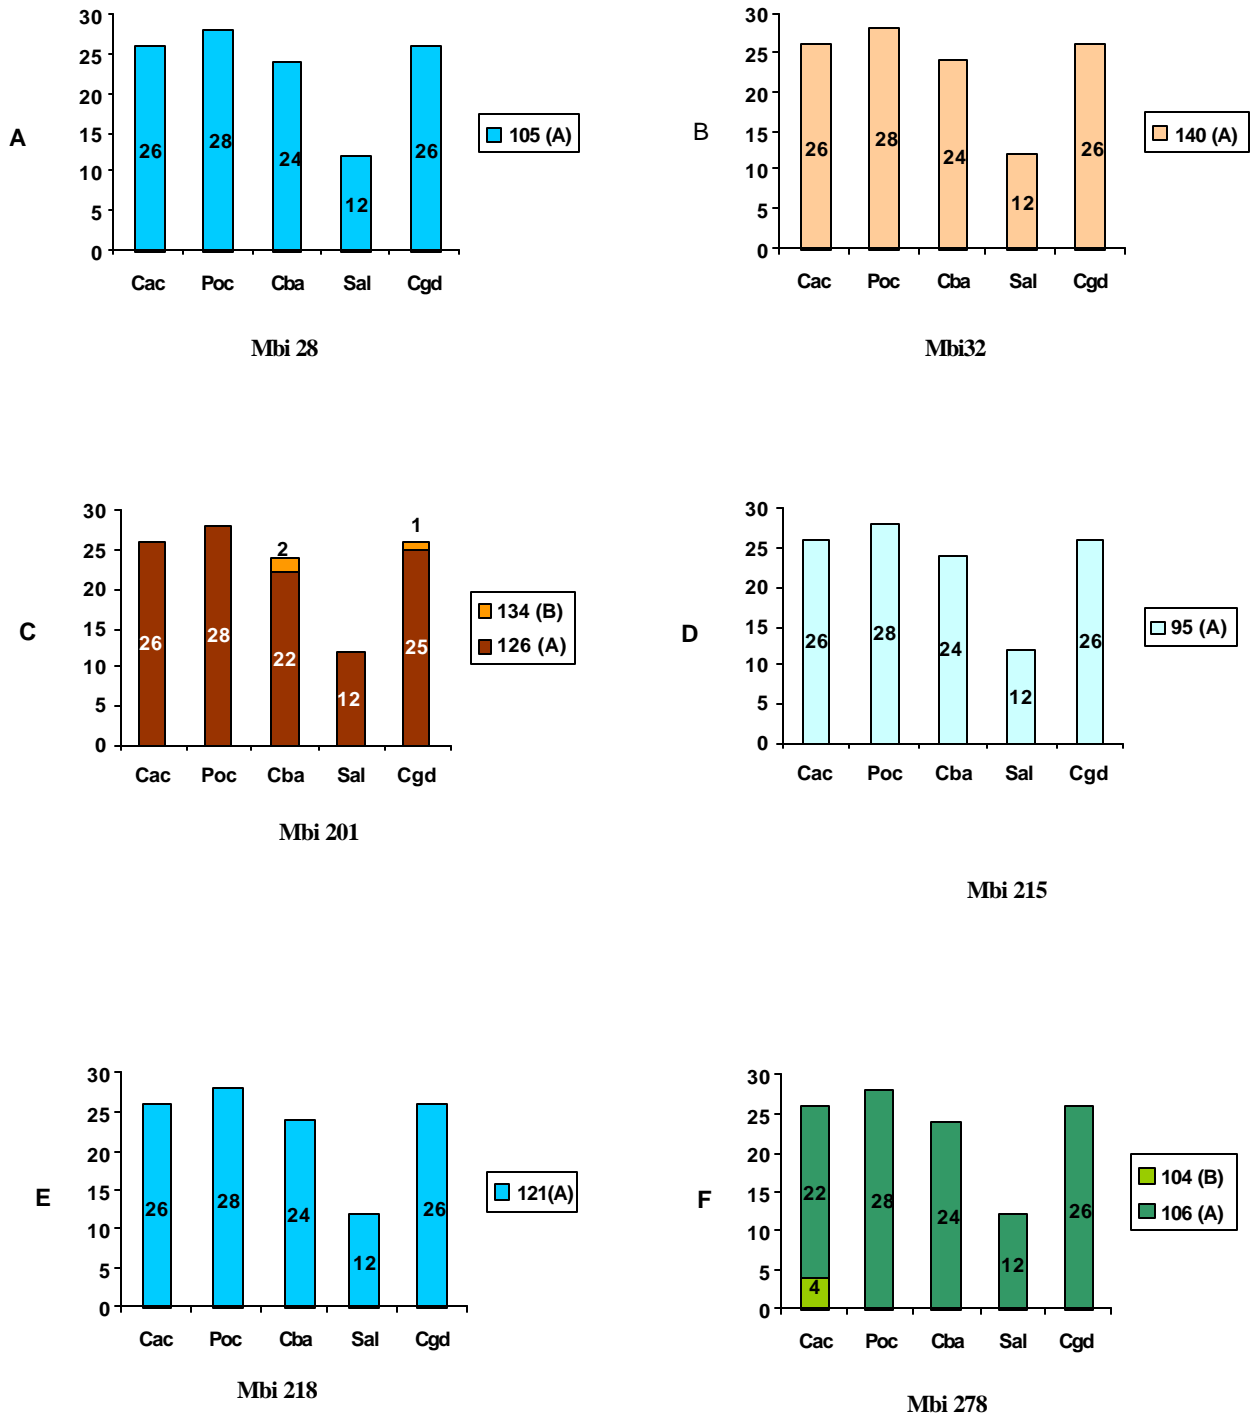 A
30
25
20
15
10
5
0
26 28 24 12 26
Cac Poc Cba Sal Cgd
105 (A)
Mbi 28
B
30
25
20
15
10
5
0
26 28 24 12 26
Cac Poc Cba Sal Cgd
140 (A)
Mbi32
C
30
25
20
15
10
5
0
2 1
26 28 22 12 25
Cac Poc Cba Sal Cgd
134 (B)
126 (A)
Mbi 201
D
30
25
20
15
10
5
0
26 28 24 12 26
Cac Poc Cba Sal Cgd
95 (A)
Mbi 215
E
30
25
20
15
10
5
0
26 28 24 12 26
Cac Poc Cba Sal Cgd
121(A)
Mbi 218
F
30
25
20
15
10
5
0
22 28 24 12 26
4
Cac Poc Cba Sal Cgd
104 (B)
106 (A)
Mbi 278